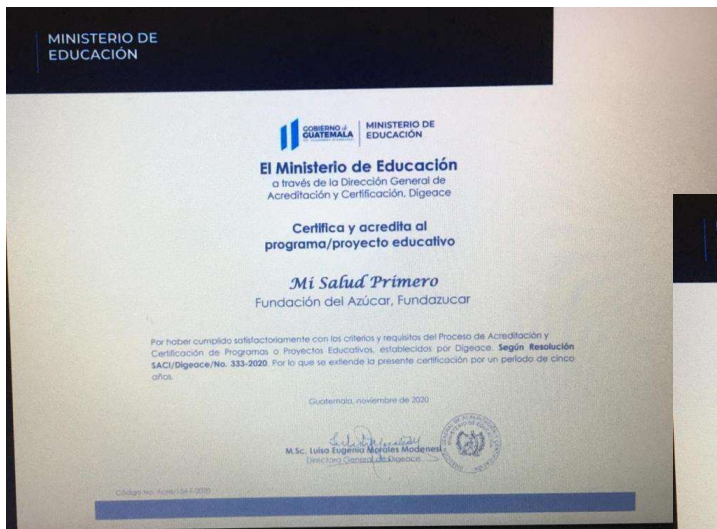 MINISTERIO DE
EDUCACIÓN
GOBIERNO de
GUATEMALA
MINISTERIO DE
EDUCACIÓN
El Ministerio de Educación
a través de la Dirección General de
Acreditación y Certificación, Digeace
Certifica y acredita al
programa/proyecto educativo
Mi Salud Primero
Fundación del Azúcar, Fundazucar
Por haber cumplido satisfactoriamente con los criterios y requisitos del Proceso de Acreditación y
Certificación de Programas o Proyectos Educativos, establecidos por Digeace. Según Resolución
SACI/Digeace/No. 333-2020. Por lo que se extiende la presente certificación por un período de cinco
años.
Guatemala, noviembre de 2020
M.Sc. Luisa Eugenia Morales Modenesi
Directora General de Digeace
Código No.